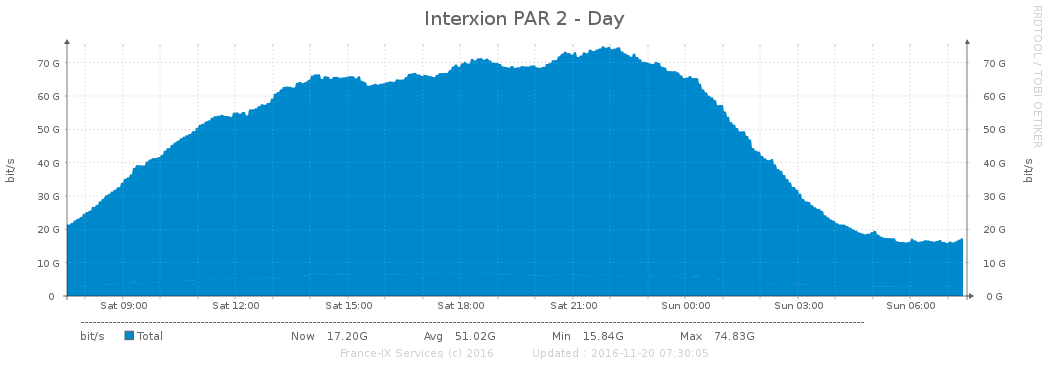 Interxion PAR 2 - Day
RRDTOOL / TOBI OETIKER
bit/s
70 G 70 G
60 G 60 G
50 G 50 G
40 G 40 G
30 G 30 G
20 G 20 G
10 G 10 G
0 0 G
bit/s
Sat 09:00 Sat 12:00 Sat 15:00 Sat 18:00 Sat 21:00 Sun 00:00 Sun 03:00 Sun 06:00
bit/s Total Now 17.20G Avg 51.02G Min 15.84G Max 74.83G
France-IX Services (c) 2016 Updated : 2016-11-20 07:30:05